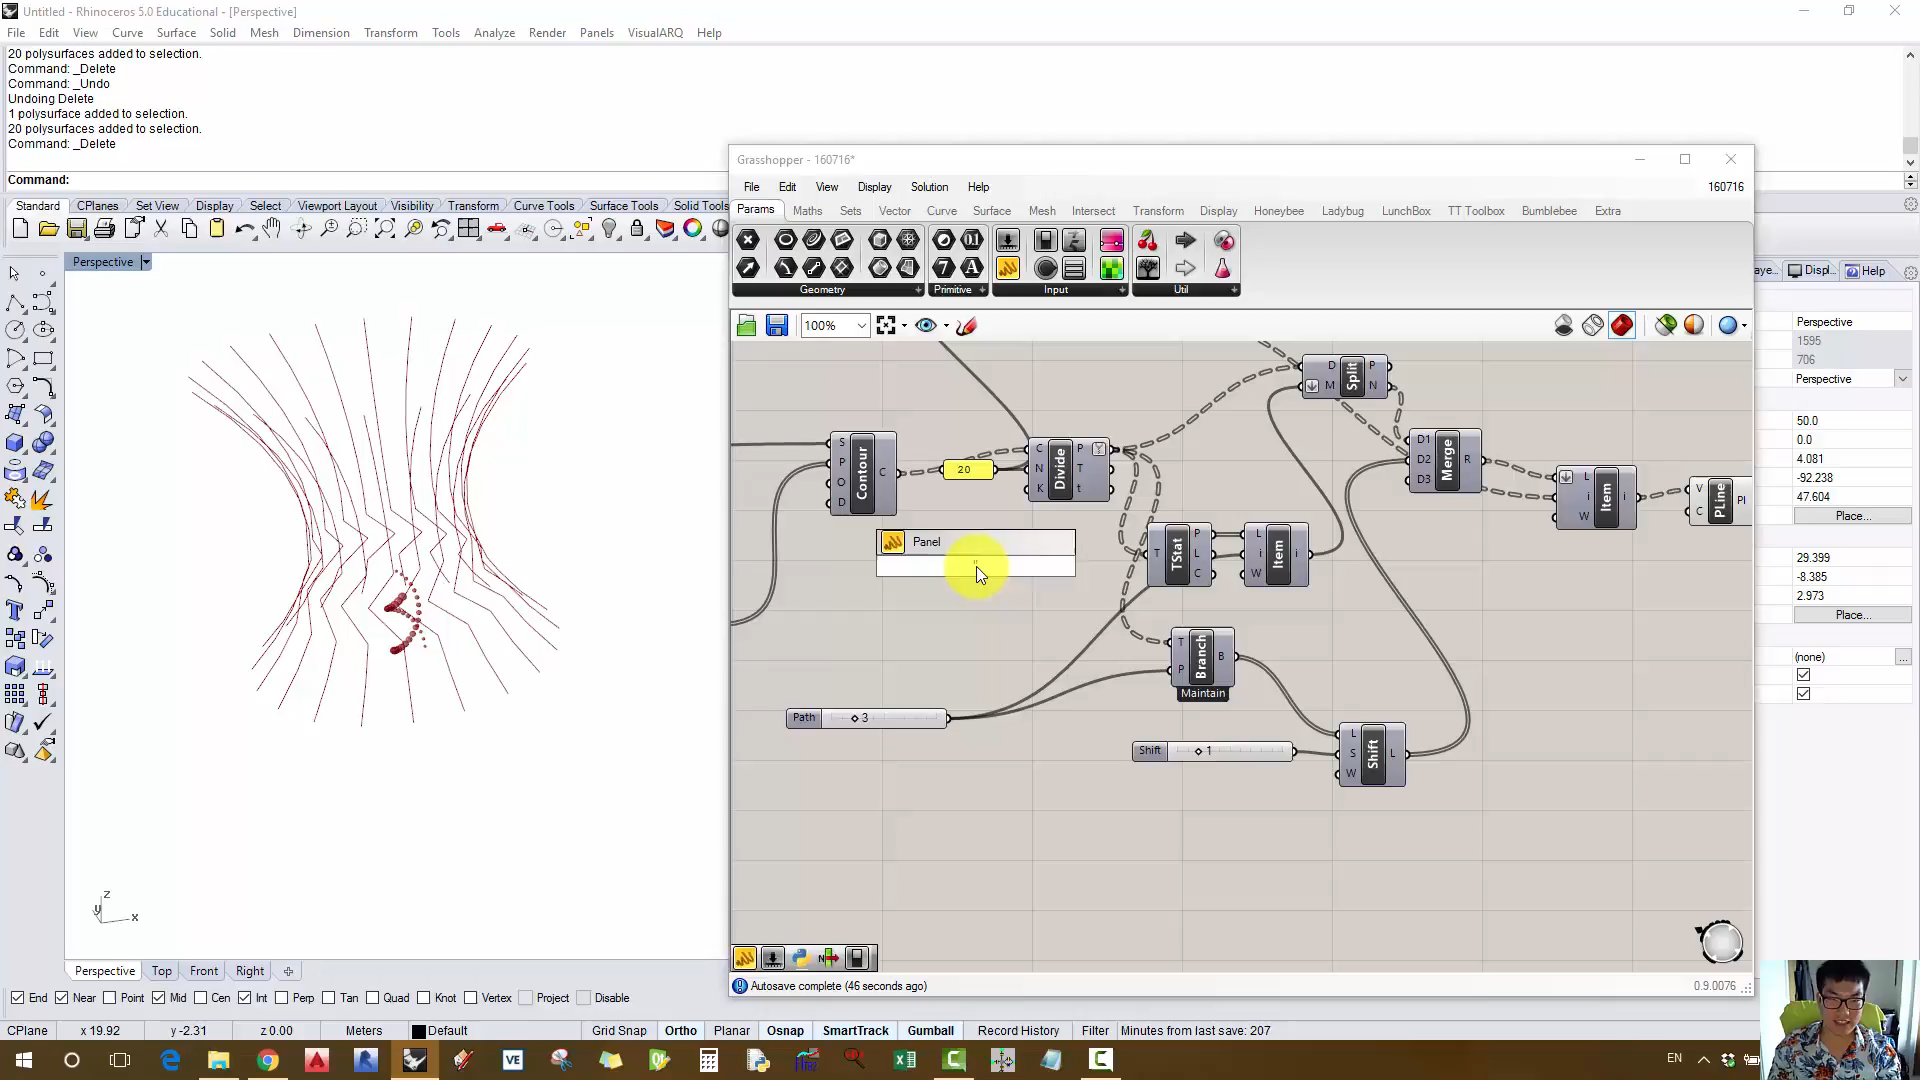 Untitled - Rhinoceros 5.0 Educational - [Perspective]
File Edit View Curve Surface Solid Mesh Dimension Transform Tools Analyze Render Panels VisualARQ Help
20 polysurfaces added to selection.
Command: _Delete
Command: _Undo
Undoing Delete
1 polysurface added to selection.
20 polysurfaces added to selection.
Command: _Delete
Command:
Standard CPlanes Set View Display Select Viewport Layout Visibility Transform Curve Tools Surface Tools Solid Tools
Perspective
Grasshopper - 160716*
File Edit View Display Solution Help 160716
Params Maths Sets Vector Curve Surface Mesh Intersect Transform Display Honeybee Ladybug LunchBox TT Toolbox Bumblebee Extra
Geometry Primitive Input Util
100%
D P
M Split N
S
P
O
D
Contour C
20
C P
N Divide T
K t
D1
D2 Merge R
D3
L
i Item i
W
V PLine Pl
C
Panel
"
P
T TStat L
C
L
i Item i
W
T Branch B
P
Maintain
Path 3
Shift 1
L
S Shift L
W
Autosave complete (46 seconds ago) 0.9.0076
Displ... Help
Perspective
1595
706
Perspective
50.0
0.0
4.081
-92.238
47.604
Place...
29.399
-8.385
2.973
Place...
(none) ...
z
y x
Perspective Top Front Right
End Near Point Mid Cen Int Perp Tan Quad Knot Vertex Project Disable
CPlane x 19.92 y -2.31 z 0.00 Meters Default Grid Snap Ortho Planar Osnap SmartTrack Gumball Record History Filter Minutes from last save: 207
EN